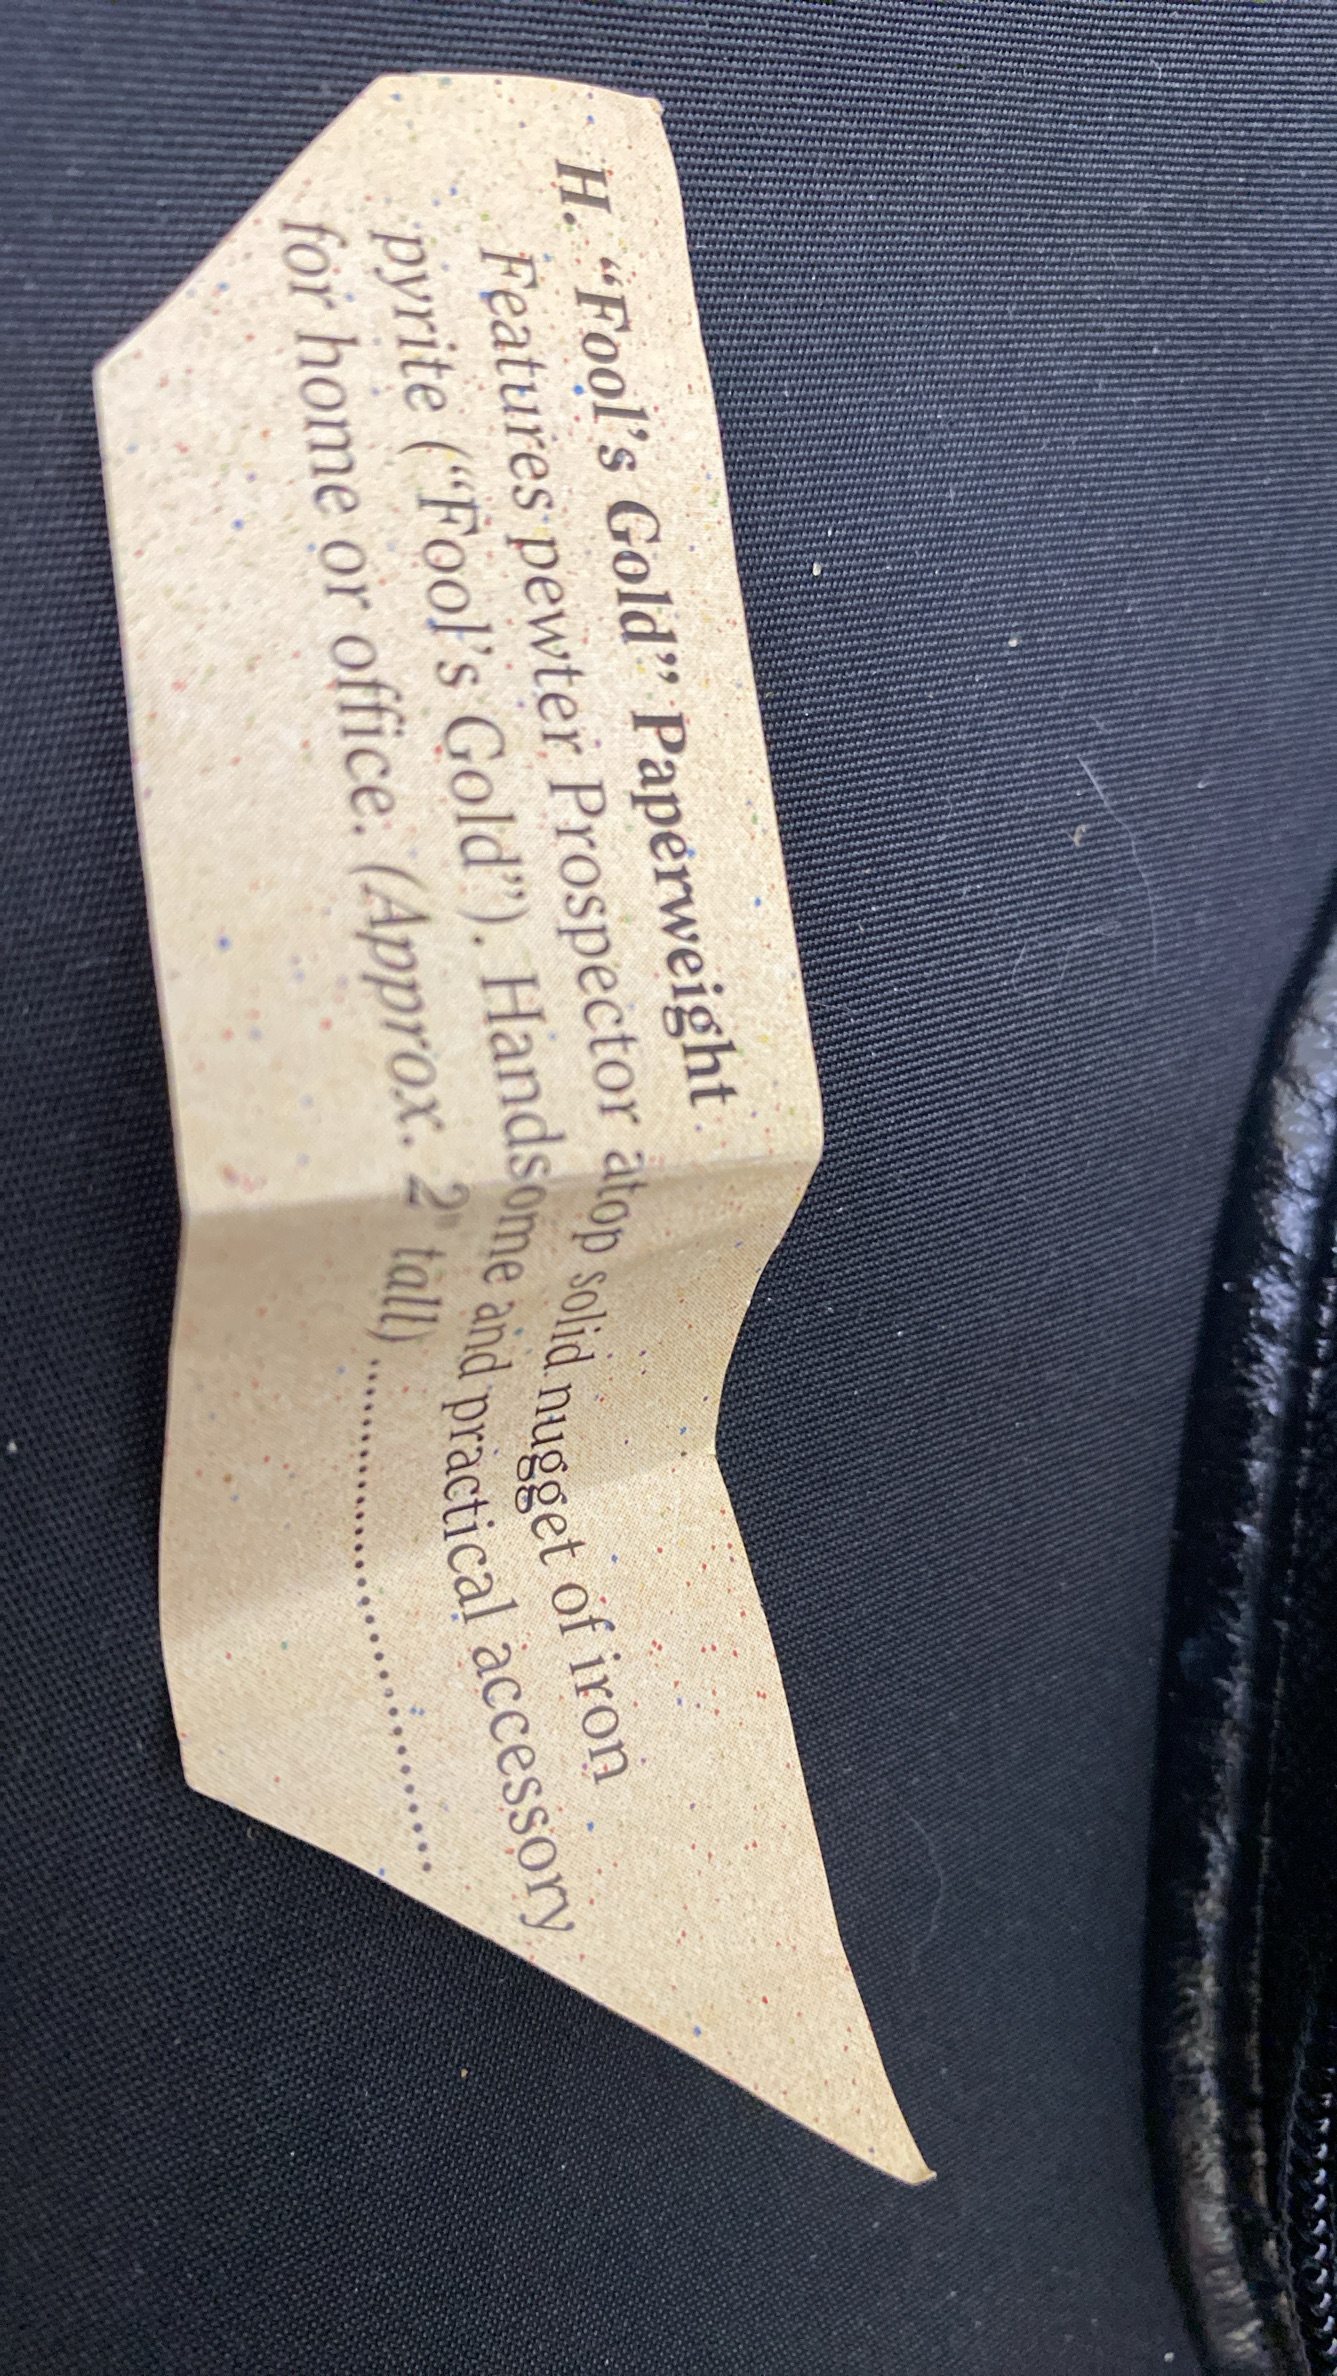 H. “Fool's Gold” Paperweight
Features pewter Prospector atop solid nugget of iron
pyrite (“Fool's Gold”). Handsome and practical accessory
for home or office. (Approx. 2" tall) ................................